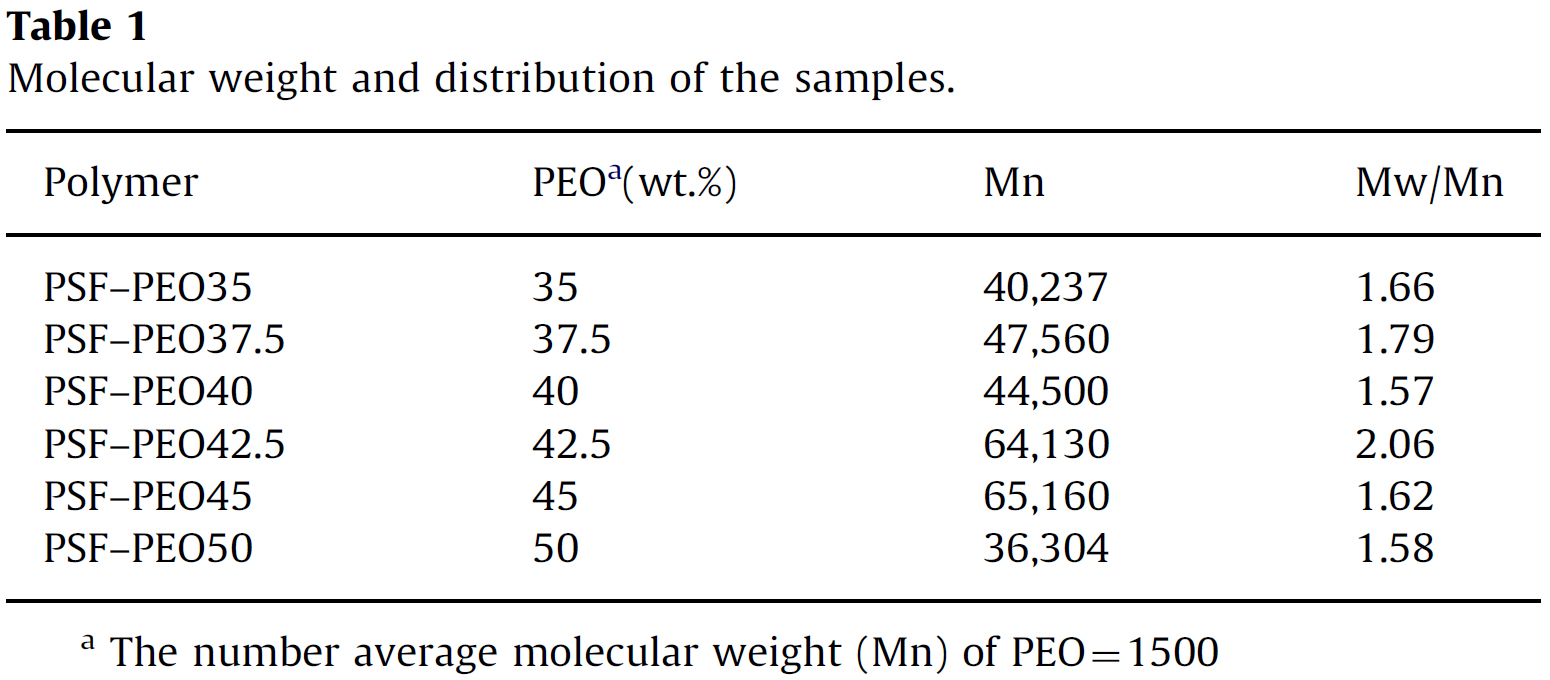 Table 1
Molecular weight and distribution of the samples.
Polymer PEOa(wt.%) Mn Mw/Mn
PSF–PEO35 35 40,237 1.66
PSF–PEO37.5 37.5 47,560 1.79
PSF–PEO40 40 44,500 1.57
PSF–PEO42.5 42.5 64,130 2.06
PSF–PEO45 45 65,160 1.62
PSF–PEO50 50 36,304 1.58
a The number average molecular weight (Mn) of PEO=1500